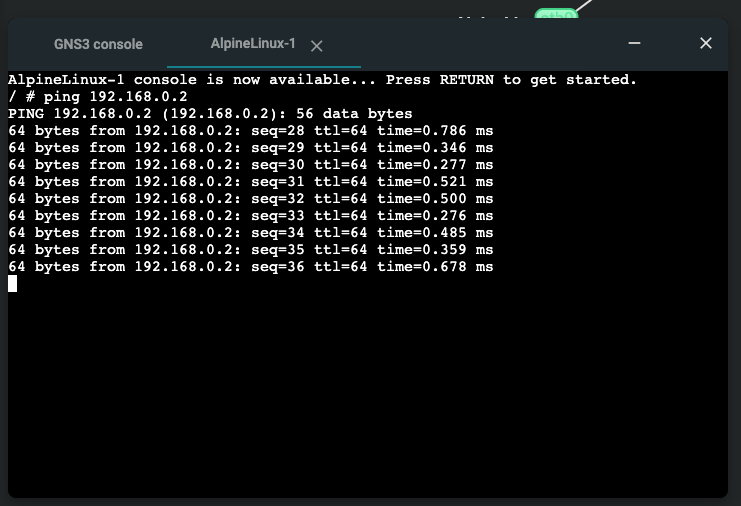 GNS3 console AlpineLinux-1
AlpineLinux-1 console is now available... Press RETURN to get started.
/ # ping 192.168.0.2
PING 192.168.0.2 (192.168.0.2): 56 data bytes
64 bytes from 192.168.0.2: seq=28 ttl=64 time=0.786 ms
64 bytes from 192.168.0.2: seq=29 ttl=64 time=0.346 ms
64 bytes from 192.168.0.2: seq=30 ttl=64 time=0.277 ms
64 bytes from 192.168.0.2: seq=31 ttl=64 time=0.521 ms
64 bytes from 192.168.0.2: seq=32 ttl=64 time=0.500 ms
64 bytes from 192.168.0.2: seq=33 ttl=64 time=0.276 ms
64 bytes from 192.168.0.2: seq=34 ttl=64 time=0.485 ms
64 bytes from 192.168.0.2: seq=35 ttl=64 time=0.359 ms
64 bytes from 192.168.0.2: seq=36 ttl=64 time=0.678 ms